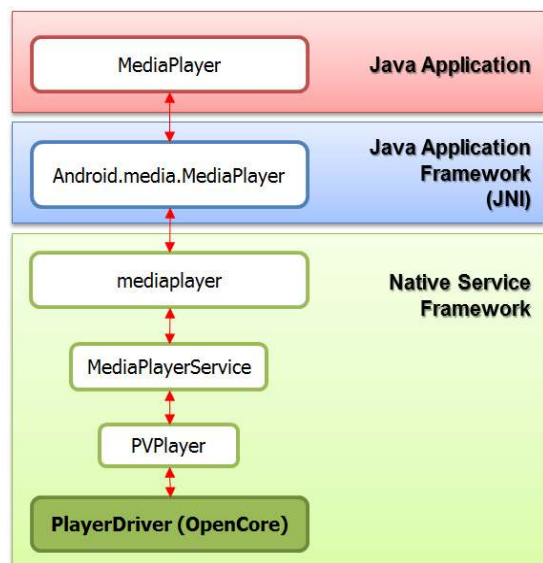 MediaPlayer
Java Application
Android.media.MediaPlayer
Java Application
Framework
(JNI)
mediaplayer
Native Service
Framework
MediaPlayerService
PVPlayer
PlayerDriver (OpenCore)